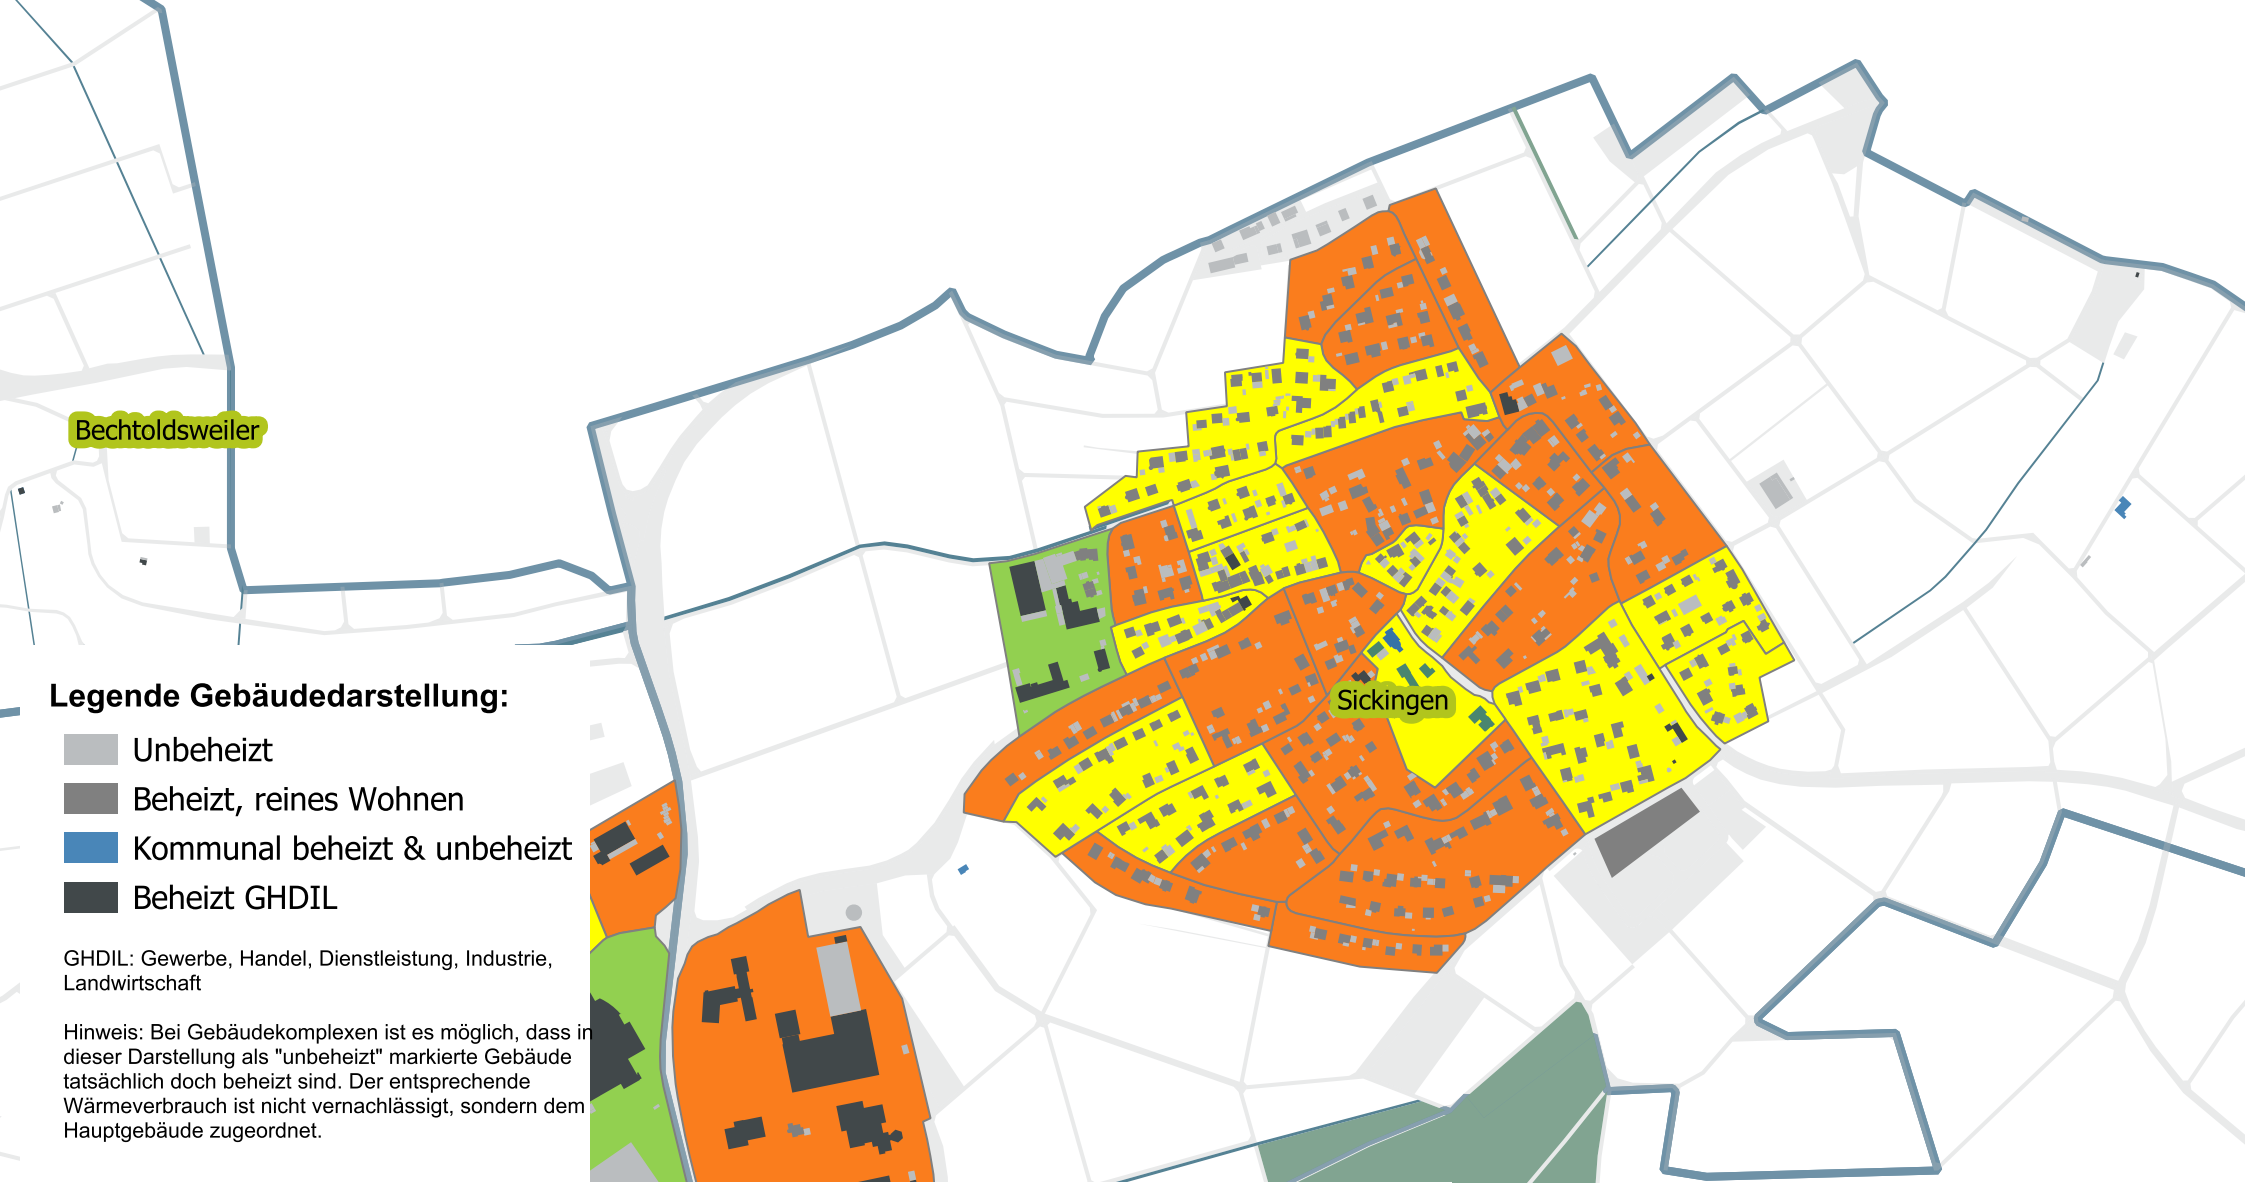 Bechtoldsweiler
Legende Gebäudedarstellung:
Unbeheizt
Sickingen
Beheizt, reines Wohnen
Kommunal beheizt & unbeheizt
Beheizt GHDIL
GHDIL: Gewerbe, Handel, Dienstleistung, Industrie,
Landwirtschaft
Hinweis: Bei Gebäudekomplexen ist es möglich, dass in
dieser Darstellung als "unbeheizt" markierte Gebäude
tatsächlich doch beheizt sind. Der entsprechende
Wärmeverbrauch ist nicht vernachlässigt, sondern dem
Hauptgebäude zugeordnet.